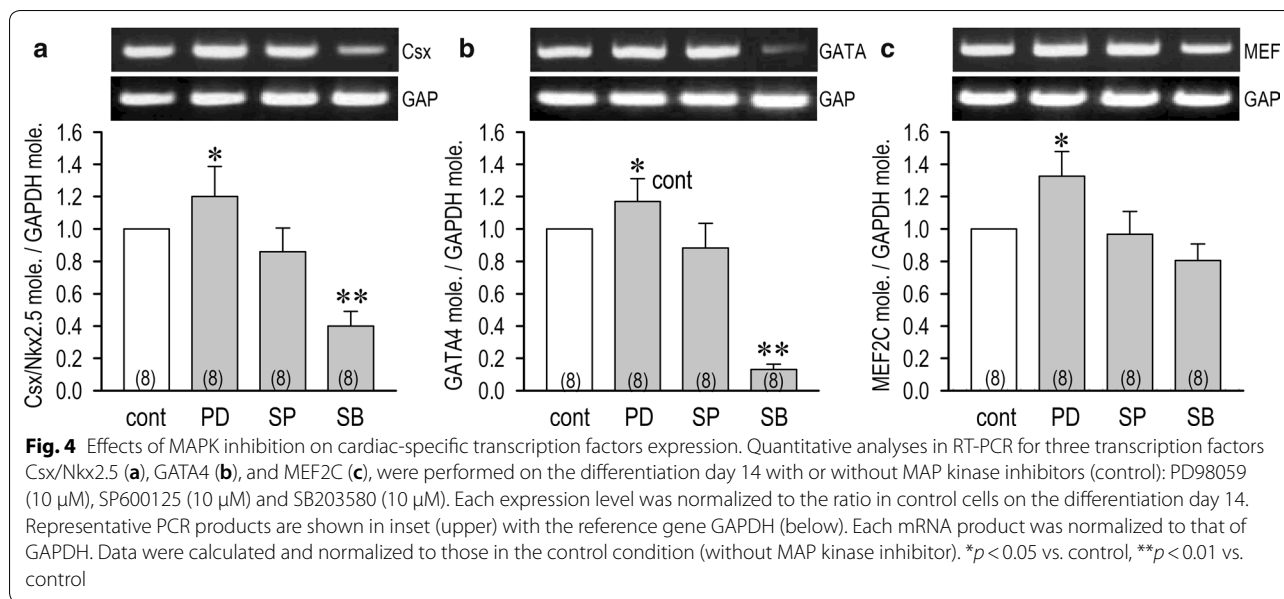 a
Csx
GAP
Csx/Nkx2.5 mole. / GAPDH mole.
1.6
1.4
1.2
1.0
0.8
0.6
0.4
0.2
0.0
*
**
(8) (8) (8) (8)
cont PD SP SB
b
GATA
GAP
GATA4 mole. / GAPDH mole.
1.6
1.4
1.2
1.0
0.8
0.6
0.4
0.2
0.0
* cont
**
(8) (8) (8) (8)
cont PD SP SB
c
MEF
GAP
MEF2C mole. / GAPDH mole.
1.6
1.4
1.2
1.0
0.8
0.6
0.4
0.2
0.0
*
(8) (8) (8) (8)
cont PD SP SB
Fig. 4 Effects of MAPK inhibition on cardiac-specific transcription factors expression. Quantitative analyses in RT-PCR for three transcription factors
Csx/Nkx2.5 (a), GATA4 (b), and MEF2C (c), were performed on the differentiation day 14 with or without MAP kinase inhibitors (control): PD98059
(10 μM), SP600125 (10 μM) and SB203580 (10 μM). Each expression level was normalized to the ratio in control cells on the differentiation day 14.
Representative PCR products are shown in inset (upper) with the reference gene GAPDH (below). Each mRNA product was normalized to that of
GAPDH. Data were calculated and normalized to those in the control condition (without MAP kinase inhibitor). *p < 0.05 vs. control, **p < 0.01 vs.
control